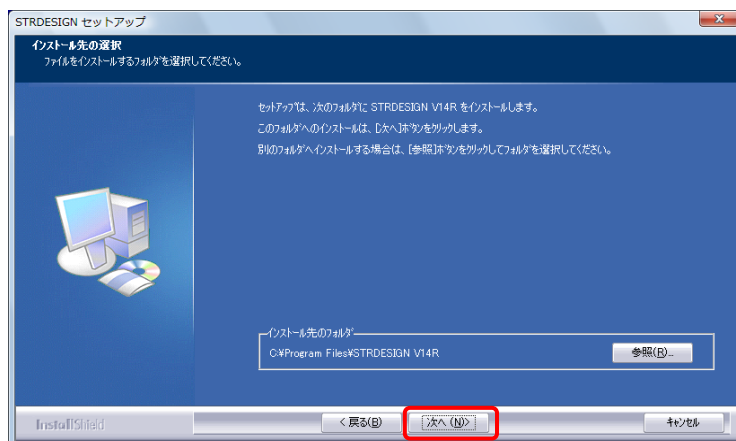 STRDESIGN セットアップ
インストール先の選択
ファイルをインストールするフォルダを選択してください。
セットアップは、次のフォルダに STRDESIGN V14R をインストールします。
このフォルダへのインストールは、[次へ]ボタンをクリックします。
別のフォルダへインストールする場合は、[参照]ボタンをクリックしてフォルダを選択してください。
インストール先のフォルダ
C:¥Program Files¥STRDESIGN V14R
参照(R)...
InstallShield
< 戻る(B)
次へ (N)>
キャンセル